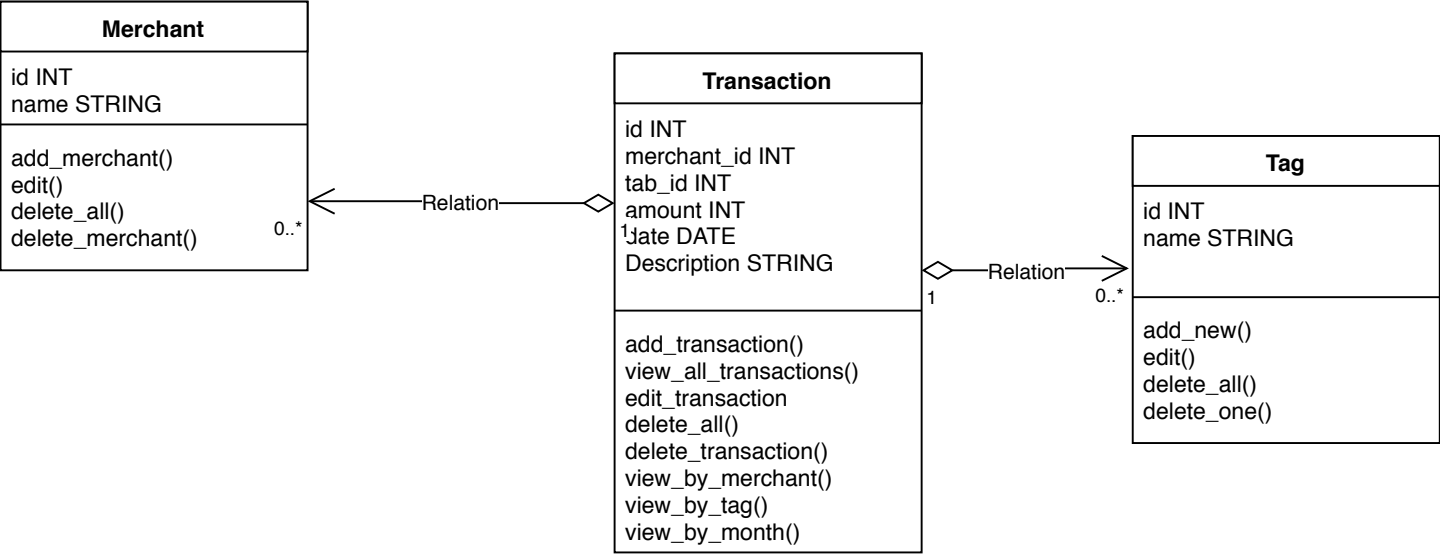 Merchant
id INT
name STRING
add_merchant()
edit()
delete_all()
delete_merchant()
0..*
Relation
Transaction
id INT
merchant_id INT
tab_id INT
amount INT
1
date DATE
Description STRING
add_transaction()
view_all_transactions()
edit_transaction
delete_all()
delete_transaction()
view_by_merchant()
view_by_tag()
view_by_month()
1
Relation
0..*
Tag
id INT
name STRING
add_new()
edit()
delete_all()
delete_one()